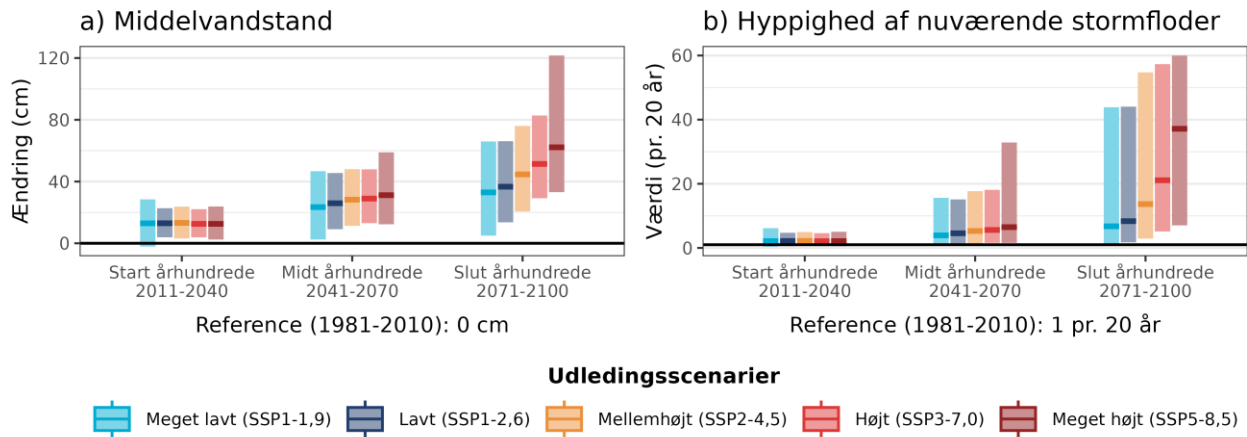 a) Middelvandstand
Ændring (cm)
120
80
40
0
Start århundrede
2011-2040
Midt århundrede
2041-2070
Slut århundrede
2071-2100
Reference (1981-2010): 0 cm
b) Hyppighed af nuværende stormfloder
Værdi (pr. 20 år)
60
40
20
0
Start århundrede
2011-2040
Midt århundrede
2041-2070
Slut århundrede
2071-2100
Reference (1981-2010): 1 pr. 20 år
Udledingsscenarier
Meget lavt (SSP1-1,9)
Lavt (SSP1-2,6)
Mellemhøjt (SSP2-4,5)
Højt (SSP3-7,0)
Meget højt (SSP5-8,5)